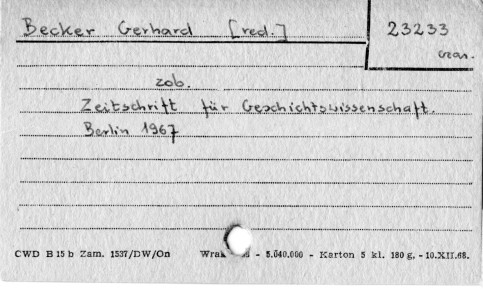 Becker Gerhard [red.]
23233
czas.
zob.
Zeitschrift für Geschichtswissenschaft.
Berlin 1967
CWD B 15 b Zam. 1537/DW/On - 5.040.000 - Karton 5 kl. 180 g. - 10.XII.68.